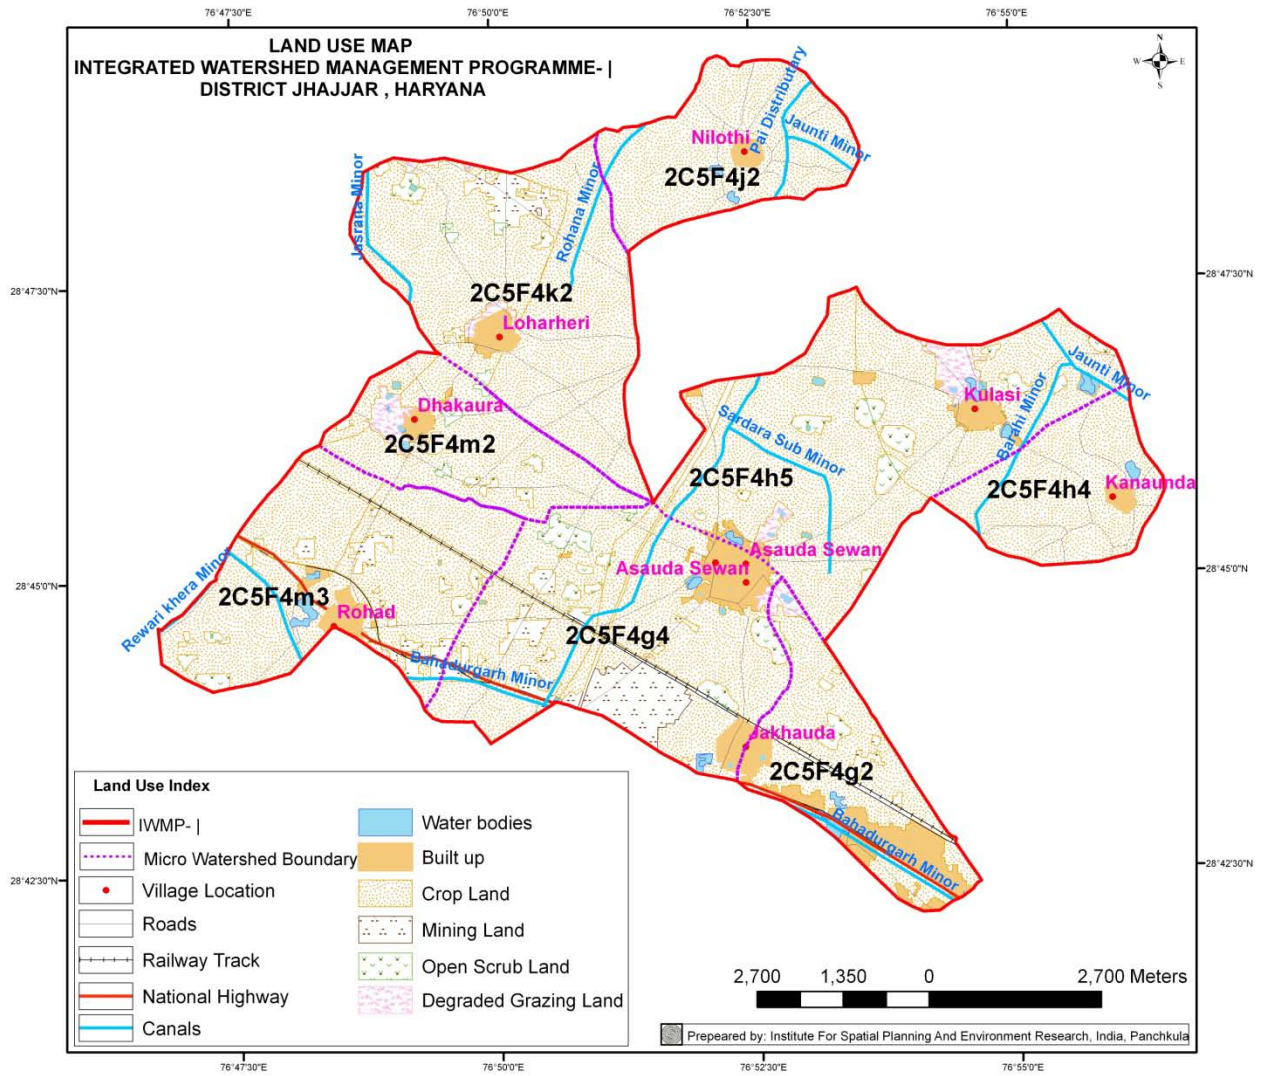 76°47'30"E
76°50'0"E
76°52'30"E
76°55'0"E
LAND USE MAP
INTEGRATED WATERSHED MANAGEMENT PROGRAMME- |
DISTRICT JHAJJAR , HARYANA
N
W
E
S
Pai Distributary
Nilothi
Jaunti Minor
2C5F4j2
Jasrana Minor
Rohana Minor
28°47'30"N
28°47'30"N
2C5F4k2
Loharheri
Jaunti Minor
Kulasi
Barahi Minor
Dhakaura
2C5F4m2
Sardara Sub Minor
2C5F4h5
2C5F4h4
Kanaunda
Asauda Sewan
Asauda Sewan
28°45'0"N
28°45'0"N
Rewari khera Minor
2C5F4m3
Rohad
2C5F4g4
Bahadurgarh Minor
Jakhauda
2C5F4g2
Bahadurgarh Minor
28°42'30"N
28°42'30"N
Land Use Index
IWMP- |
Micro Watershed Boundary
Village Location
Roads
Railway Track
National Highway
Canals
Water bodies
Built up
Crop Land
Mining Land
Open Scrub Land
Degraded Grazing Land
2,700 1,350 0 2,700 Meters
Prepeared by: Institute For Spatial Planning And Environment Research, India, Panchkula
76°47'30"E
76°50'0"E
76°52'30"E
76°55'0"E